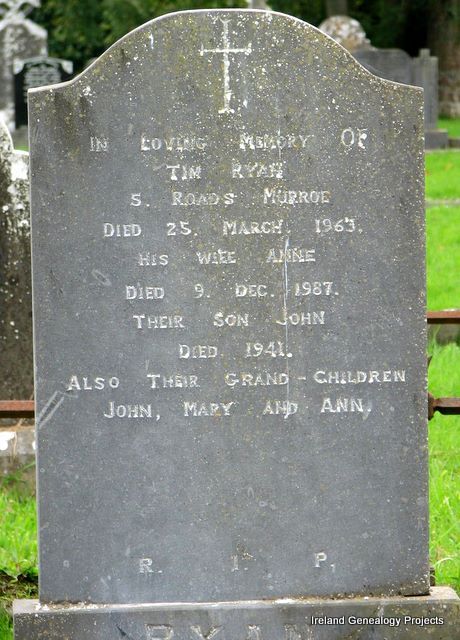 IN LOVING MEMORY OF
TIM RYAN
5. ROADS MURROE
DIED 25. MARCH. 1963.
HIS WIFE ANNE
DIED 9. DEC. 1987.
THEIR SON JOHN
DIED 1941.
ALSO THEIR GRAND-CHILDREN
JOHN, MARY AND ANN.
R. I. P.
RYAN
Ireland Genealogy Projects